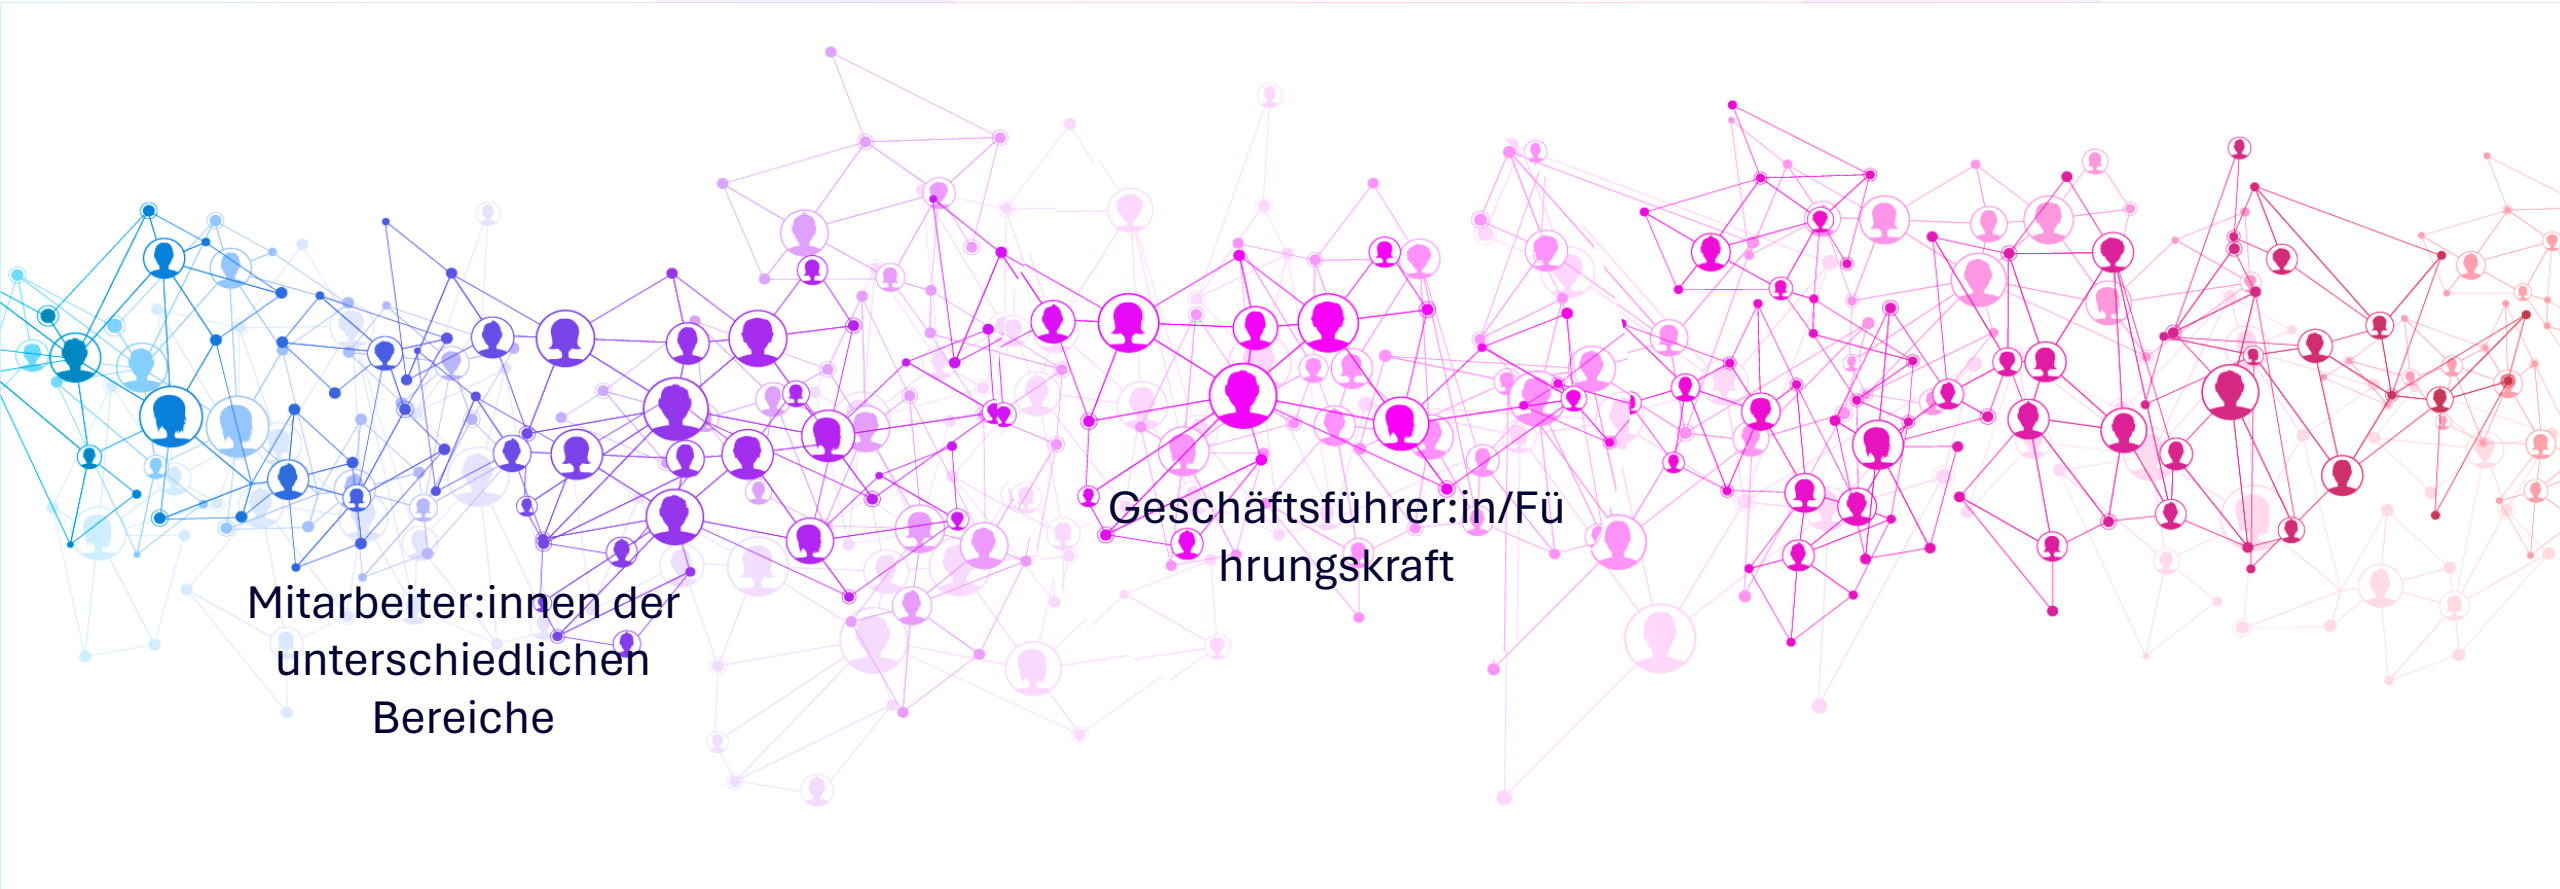 Mitarbeiter:innen der
unterschiedlichen
Bereiche
Geschäftsführer:in/Fü
hrungskraft